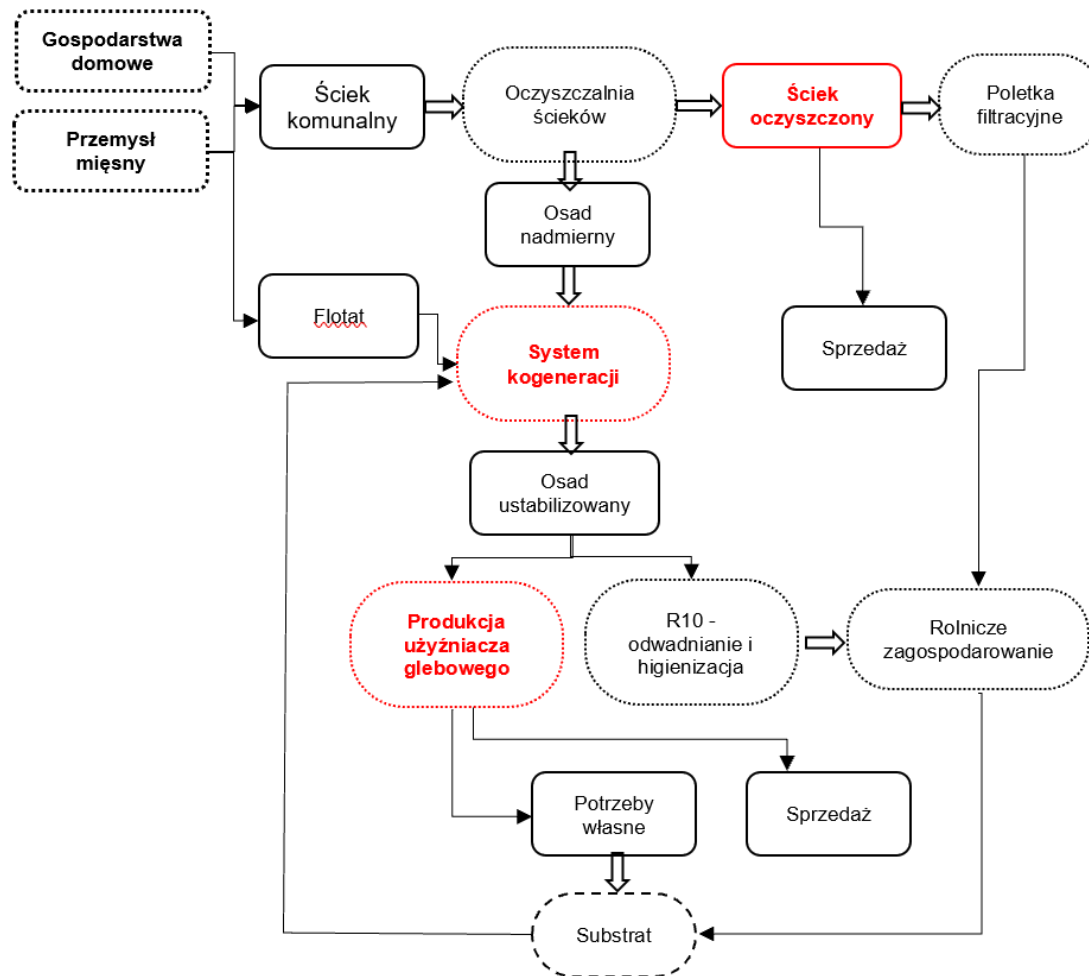 Gospodarstwa
domowe
Przemysł
mięsny
Ściek
komunalny
Oczyszczalnia
ścieków
Ściek
oczyszczony
Poletka
filtracyjne
Osad
nadmierny
Flotat
System
kogeneracji
Sprzedaż
Osad
ustabilizowany
Produkcja
użyźniacza
glebowego
R10 -
odwadnianie i
higienizacja
Rolnicze
zagospodarowanie
Potrzeby
własne
Sprzedaż
Substrat